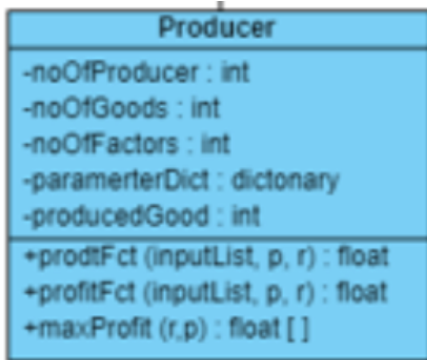 Producer
-noOfProducer : int
-noOfGoods : int
-noOfFactors : int
-paramerterDict : dictonary
-producedGood : int
+prodtFct (inputList, p, r) : float
+profitFct (inputList, p, r) : float
+maxProfit (r,p) : float [ ]